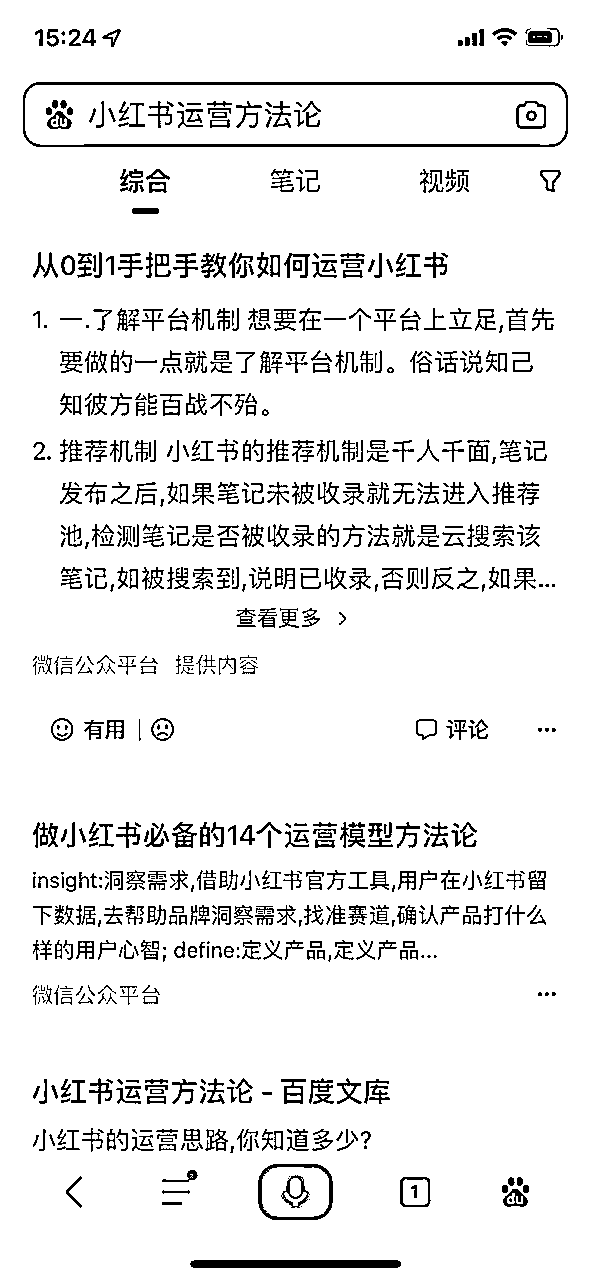 15:24
小红书运营方法论
综合 笔记 视频
从0到1手把手教你如何运营小红书
1. 一.了解平台机制 想要在一个平台上立足,首先
要做的一点就是了解平台机制。俗话说知己
知彼方能百战不殆。
2. 推荐机制 小红书的推荐机制是千人千面,笔记
发布之后,如果笔记未被收录就无法进入推荐
池,检测笔记是否被收录的方法就是云搜索该
笔记,如被搜索到,说明已收录,否则反之,如果...
查看更多
微信公众平台 提供内容
有用 评论
做小红书必备的14个运营模型方法论
insight:洞察需求,借助小红书官方工具,用户在小红书留
下数据,去帮助品牌洞察需求,找准赛道,确认产品打什么
样的用户心智; define:定义产品,定义产品...
微信公众平台
小红书运营方法论 - 百度文库
小红书的运营思路,你知道多少?
1 du